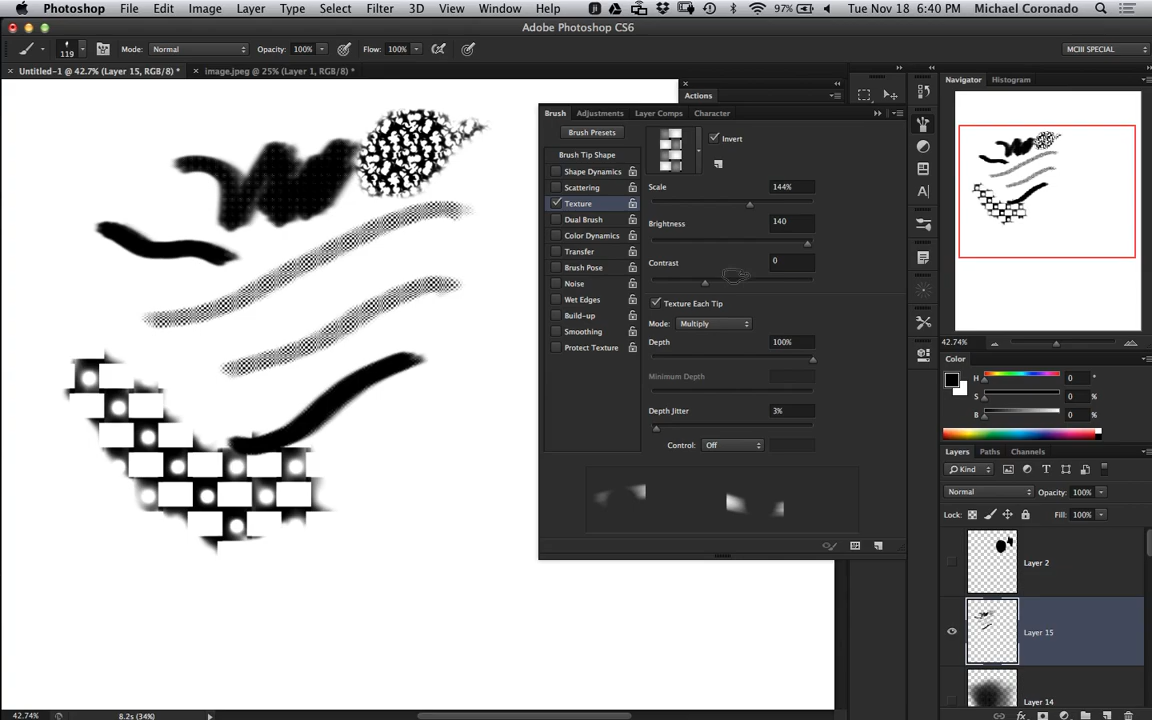 Photoshop File Edit Image Layer Type Select Filter 3D View Window Help 97% Tue Nov 18 6:40 PM Michael Coronado
Adobe Photoshop CS6
119 Mode: Normal Opacity: 100% Flow: 100% MCIII SPECIAL
Untitled-1 @ 42.7% (Layer 15, RGB/8) * image.jpeg @ 25% (Layer 1, RGB/8) *
Actions
Navigator Histogram
Brush Adjustments Layer Comps Character
Brush Presets
Invert
Brush Tip Shape
Shape Dynamics
Scattering
Scale 144%
Texture
Dual Brush
Brightness 140
Color Dynamics
Transfer
Contrast 0
Brush Pose
Noise
Wet Edges
Texture Each Tip
Build-up
Mode: Multiply
Smoothing
Depth 100%
Protect Texture
Minimum Depth
Depth Jitter 3%
Control: Off
42.74%
Color
H 0 °
S 0 %
B 0 %
Layers Paths Channels
Kind
Normal Opacity: 100%
Lock: Fill: 100%
Layer 2
Layer 15
Layer 14
42.74% 8.2s (34%)